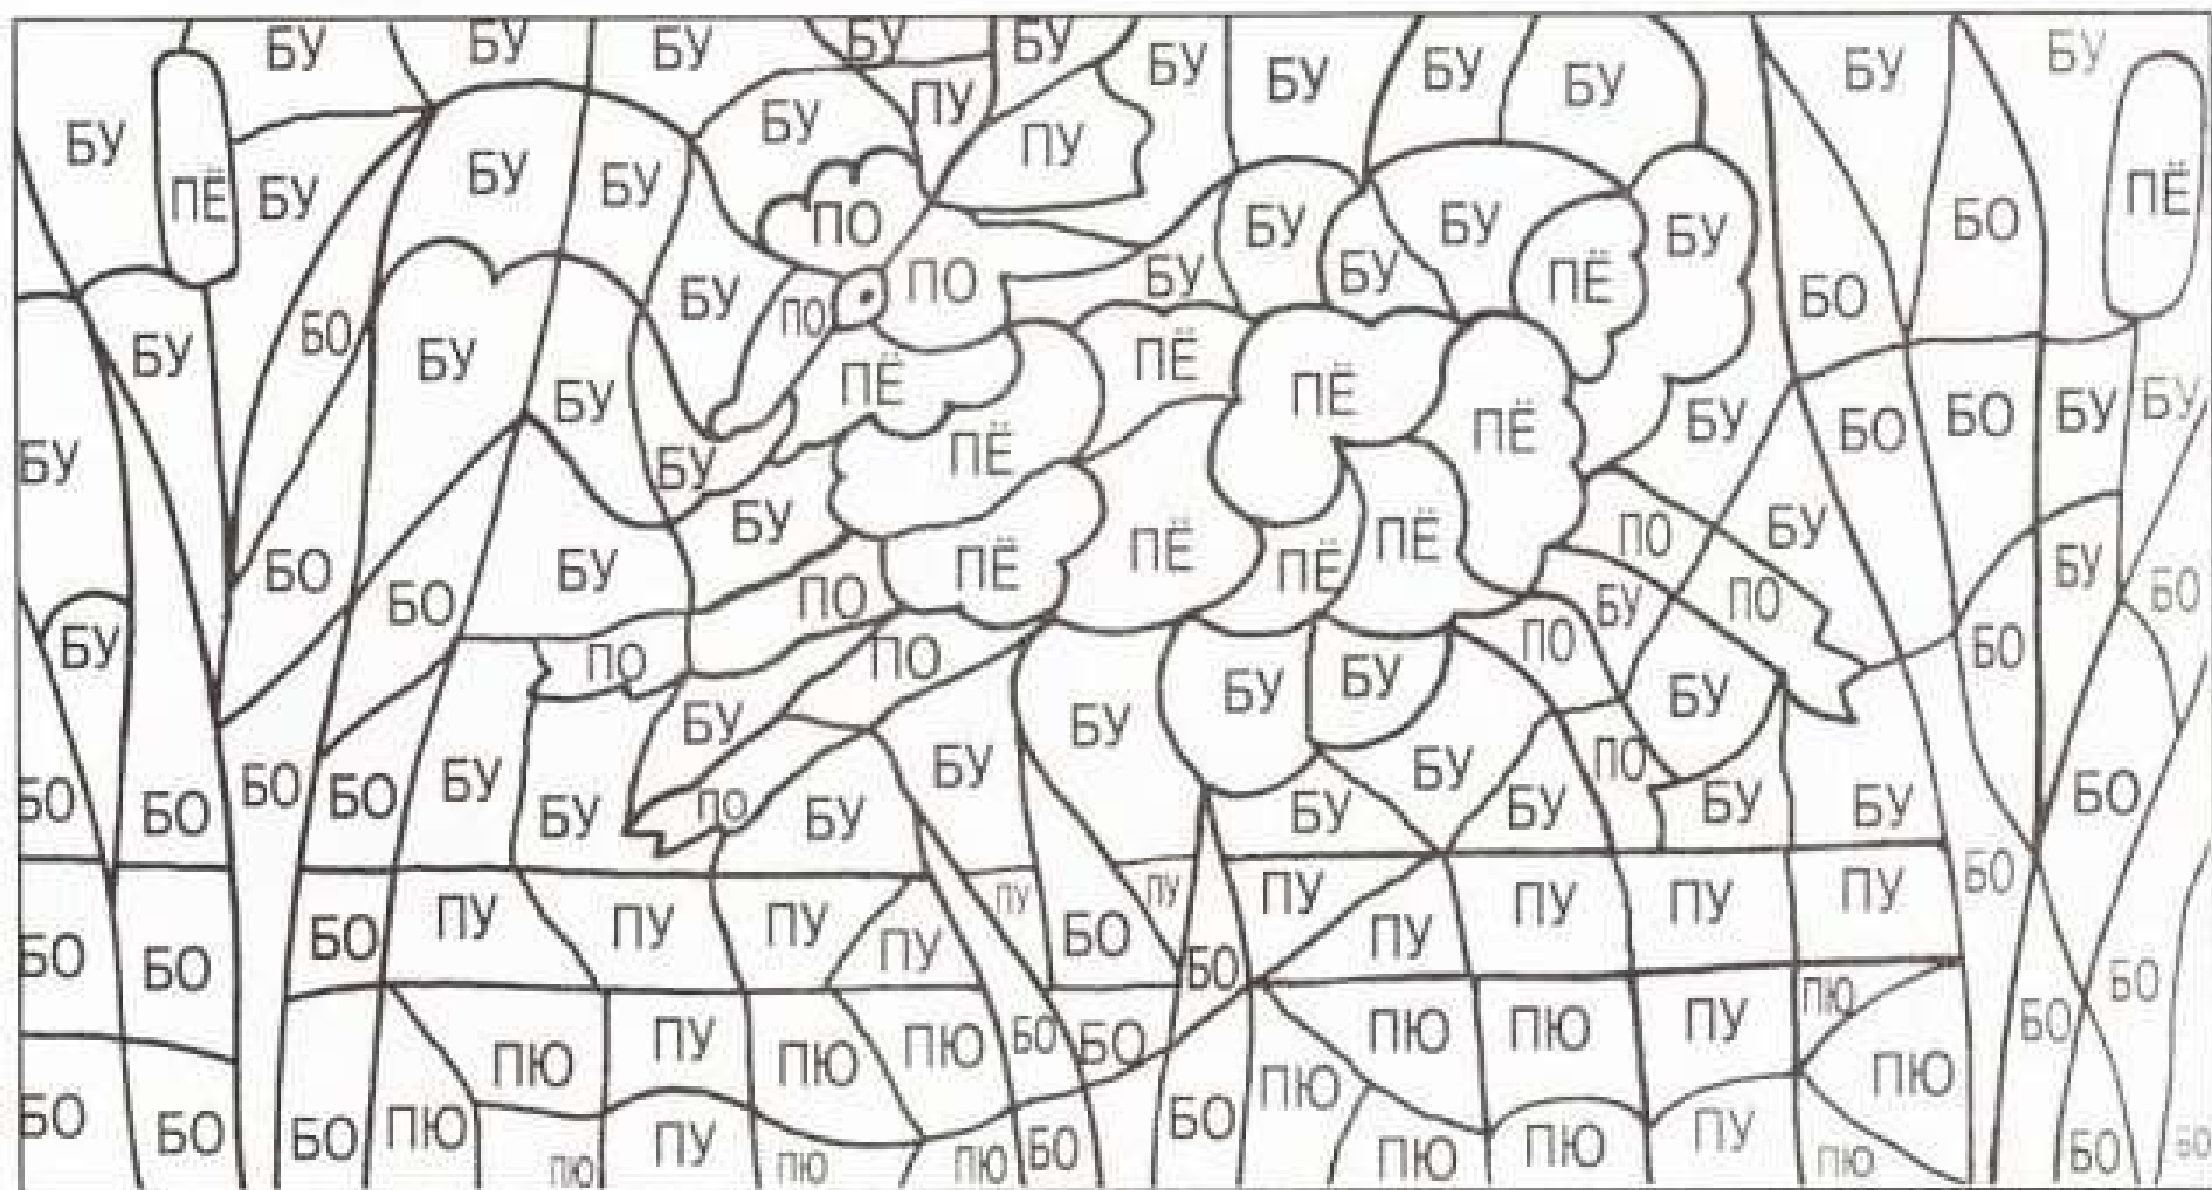 БУ БУ БУ БУ БУ БУ
БУ БУ БУ БУ БУ
БУ ПУ БУ
БУ ПЁ БУ БУ БУ ПО ПУ
БУ БУ БУ ПЁ БУ БО ПЁ
БУ ПО ПО БУ БУ ПЁ БО
БУ БО БУ БУ ПЁ ПЁ ПЁ ПЁ БУ БО БО БУ БУ
БУ БУ БУ ПЁ
БО БО БУ ПО ПЁ ПЁ ПЁ ПЁ ПО БУ БУ БО
БУ ПО ПО БУ ПО ПО БО
БУ БУ БУ БУ БУ БУ
БО БО БО БО БУ БУ ПО БУ БУ БУ БУ БУ ПО БУ БУ БО
БО БО БО ПУ ПУ ПУ ПУ ПУ БО ПУ БО ПУ ПУ ПУ ПУ ПУ БО
ПЮ ПУ ПЮ ПЮ БО БО ПЮ ПЮ ПЮ ПУ ПЮ ПЮ БО БО
БО БО БО ПЮ ПЮ ПУ ПЮ ПЮ БО БО ПЮ ПЮ ПУ ПЮ БО БО